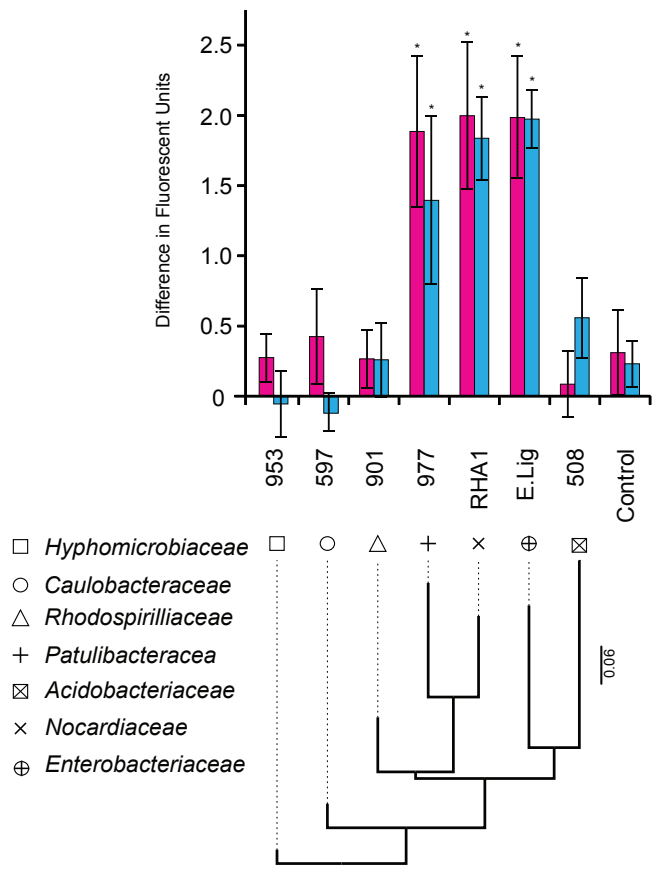 Difference in Fluorescent Units
2.5
2.0
1.5
1.0
0.5
0
* * * * * *
953 597 901 977 RHA1 E.Lig 508 Control
Hyphomicrobiaceae
Caulobacteraceae
Rhodospirilliaceae
Patulibacteracea
Acidobacteriaceae
Nocardiaceae
Enterobacteriaceae
0.06